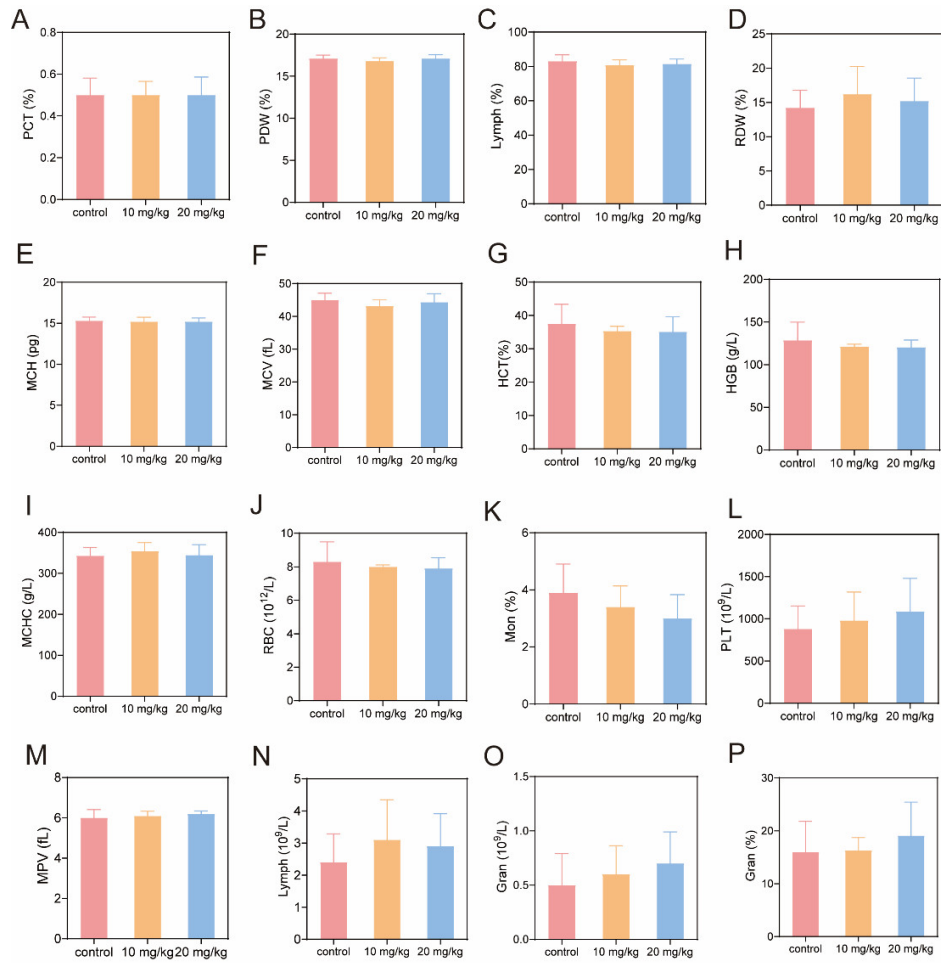 A
PCT (%)
0.8
0.6
0.4
0.2
0.0
control 10 mg/kg 20 mg/kg
B
PDW (%)
20
15
10
5
0
control 10 mg/kg 20 mg/kg
C
Lymph (%)
100
80
60
40
20
0
control 10 mg/kg 20 mg/kg
D
RDW (%)
25
20
15
10
5
0
control 10 mg/kg 20 mg/kg
E
MCH (pg)
20
15
10
5
0
control 10 mg/kg 20 mg/kg
F
MCV (fL)
60
40
20
0
control 10 mg/kg 20 mg/kg
G
HCT(%)
50
40
30
20
10
0
control 10 mg/kg 20 mg/kg
H
HGB (g/L)
200
150
100
50
0
control 10 mg/kg 20 mg/kg
I
MCHC (g/L)
400
300
200
100
0
control 10 mg/kg 20 mg/kg
J
RBC (10¹²/L)
10
8
6
4
2
0
control 10 mg/kg 20 mg/kg
K
Mon (%)
6
4
2
0
control 10 mg/kg 20 mg/kg
L
PLT (10⁹/L)
2000
1500
1000
500
0
control 10 mg/kg 20 mg/kg
M
MPV (fL)
8
6
4
2
0
control 10 mg/kg 20 mg/kg
N
Lymph (10⁹/L)
5
4
3
2
1
0
control 10 mg/kg 20 mg/kg
O
Gran (10⁹/L)
1.5
1.0
0.5
0.0
control 10 mg/kg 20 mg/kg
P
Gran (%)
30
20
10
0
control 10 mg/kg 20 mg/kg